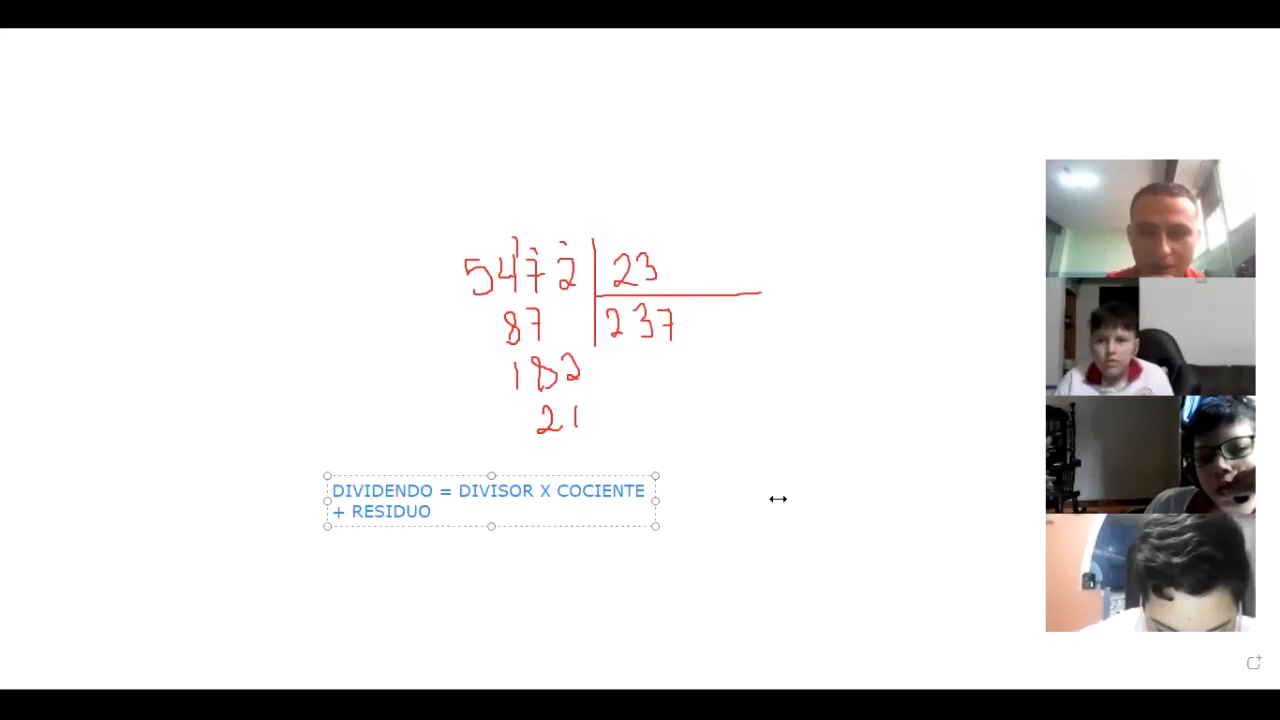 5472 23
87 237
182
21
DIVIDENDO = DIVISOR X COCIENTE
+ RESIDUO